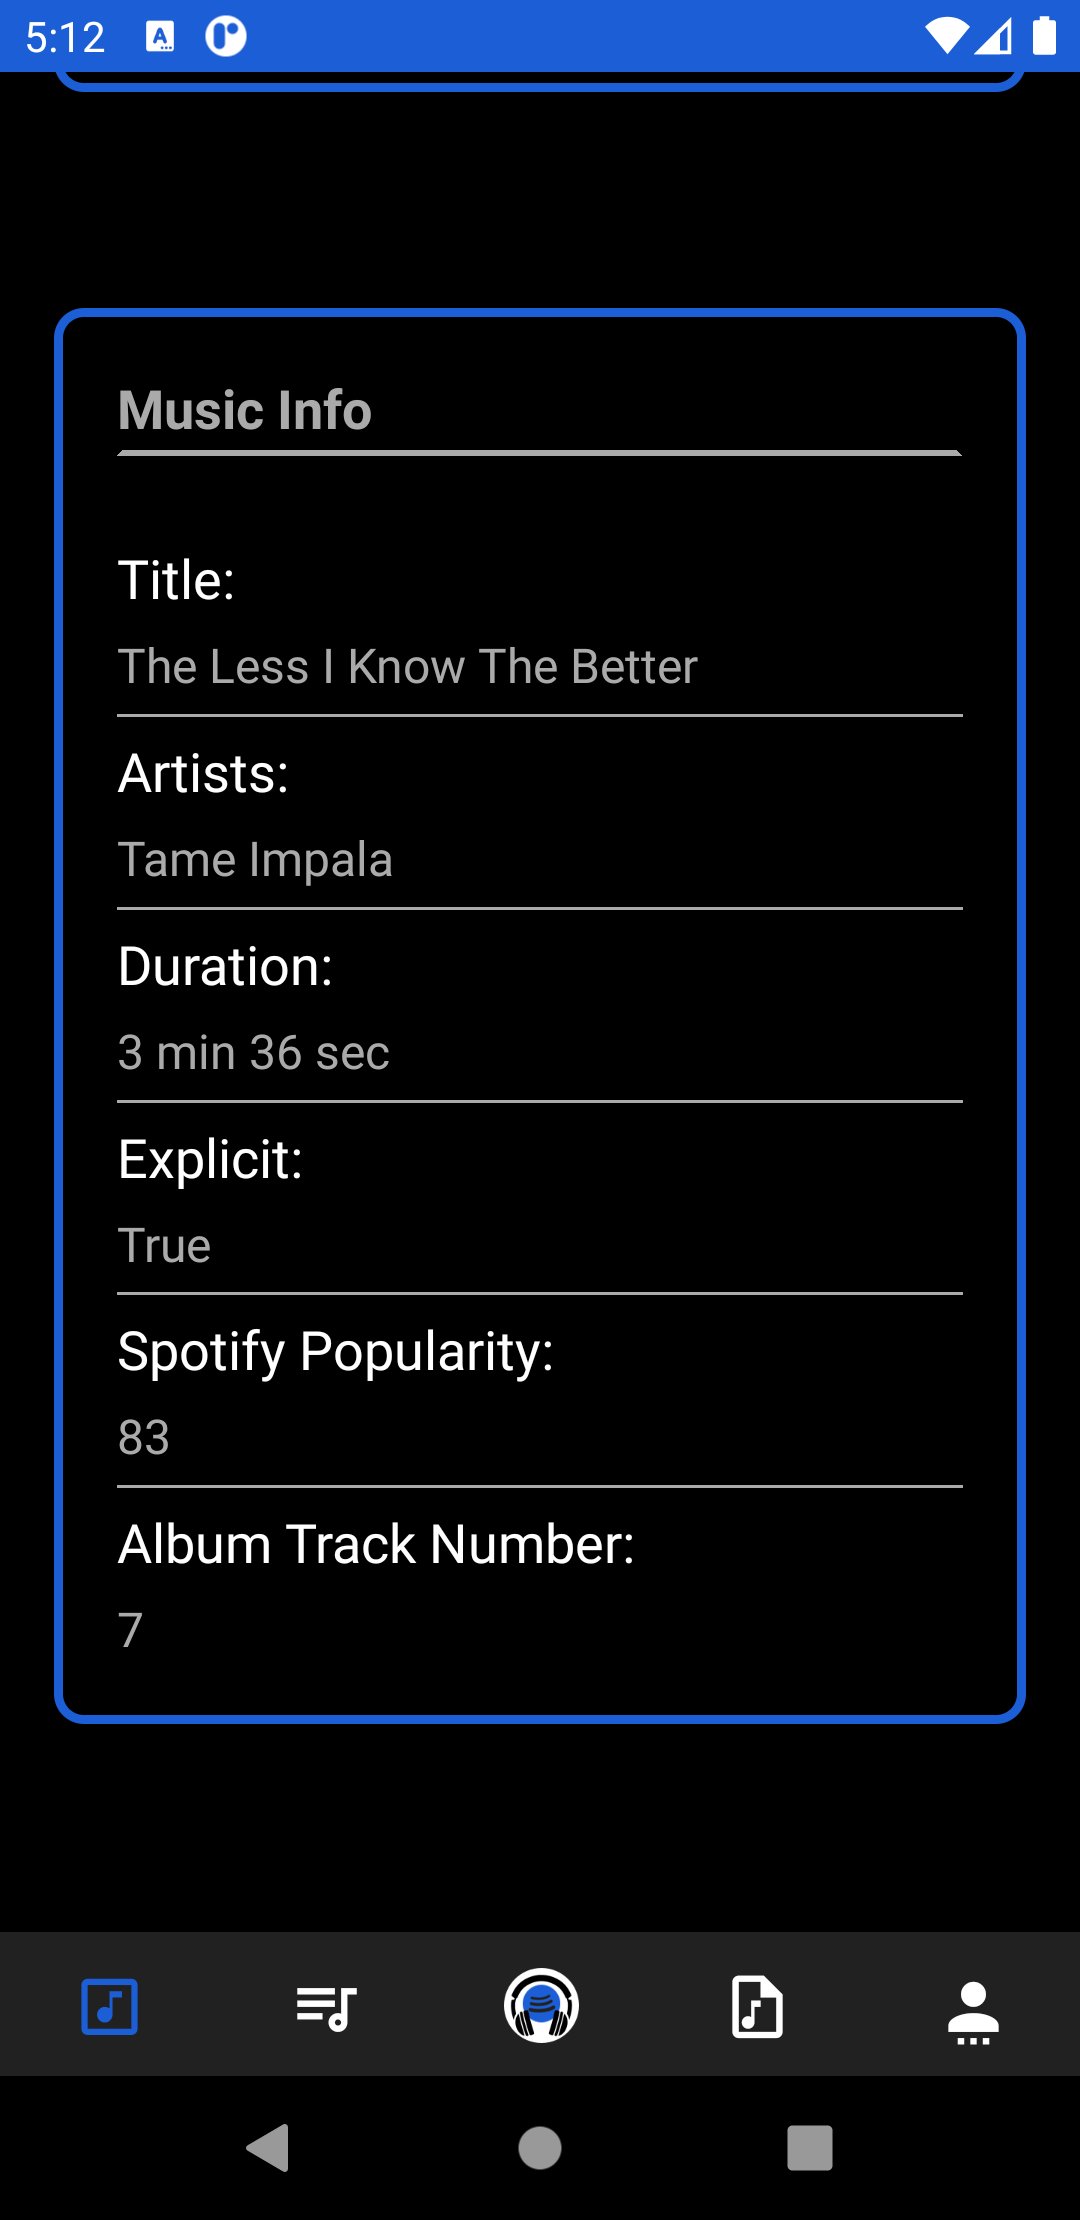 5:12
Music Info
Title:
The Less I Know The Better
Artists:
Tame Impala
Duration:
3 min 36 sec
Explicit:
True
Spotify Popularity:
83
Album Track Number:
7